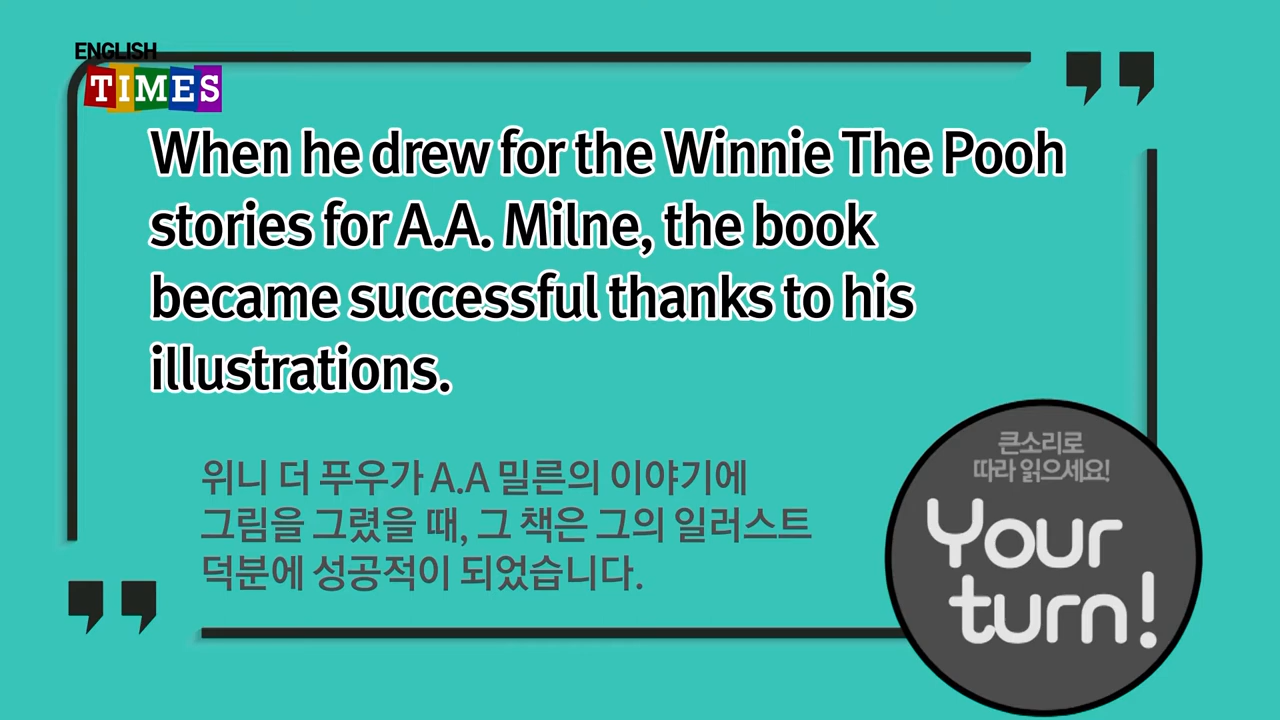 ENGLISH
TIMES
When he drew for the Winnie The Pooh
stories for A.A. Milne, the book
became successful thanks to his
illustrations.
위니 더 푸우가 A.A 밀른의 이야기에
그림을 그렸을 때, 그 책은 그의 일러스트
덕분에 성공적이 되었습니다.
큰소리로
따라 읽으세요!
Your
turn!